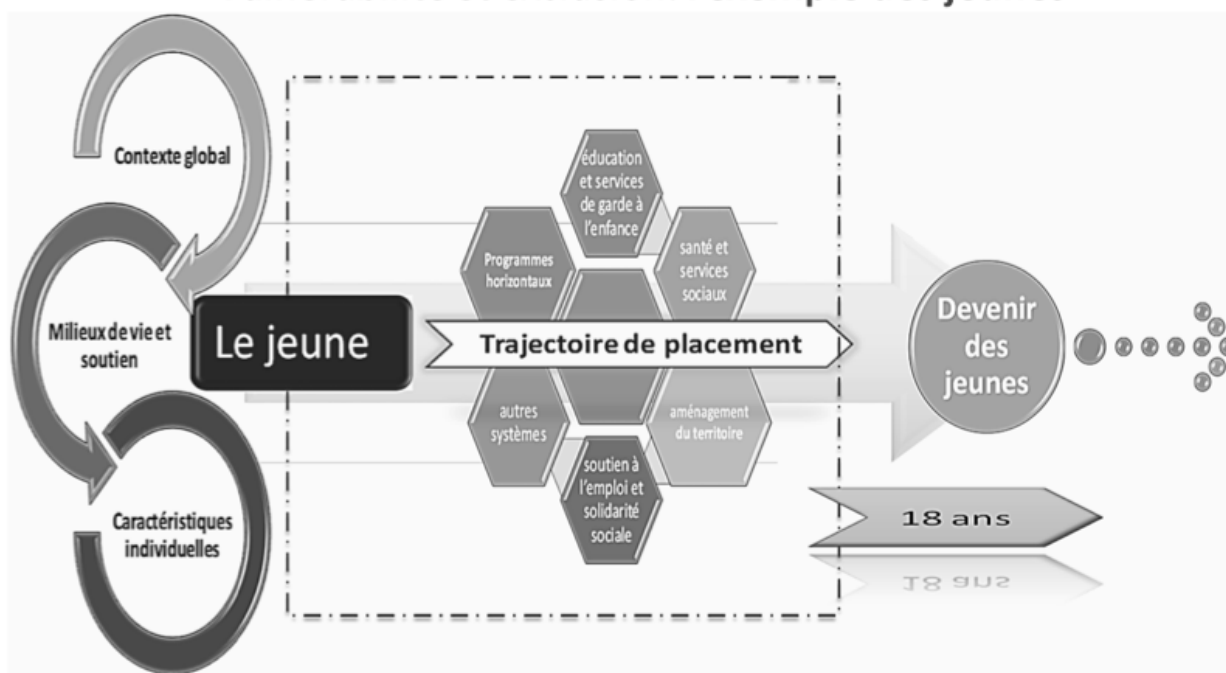 Contexte global
Milieux de vie et
soutien
Caractéristiques
individuelles
Le jeune
Programmes
horizontaux
éducation
et services
de garde à
l'enfance
santé et
services
sociaux
Trajectoire de placement
autres
systèmes
soutien à
l'emploi et
solidarité
sociale
aménagement
du territoire
Devenir
des
jeunes
18 ans